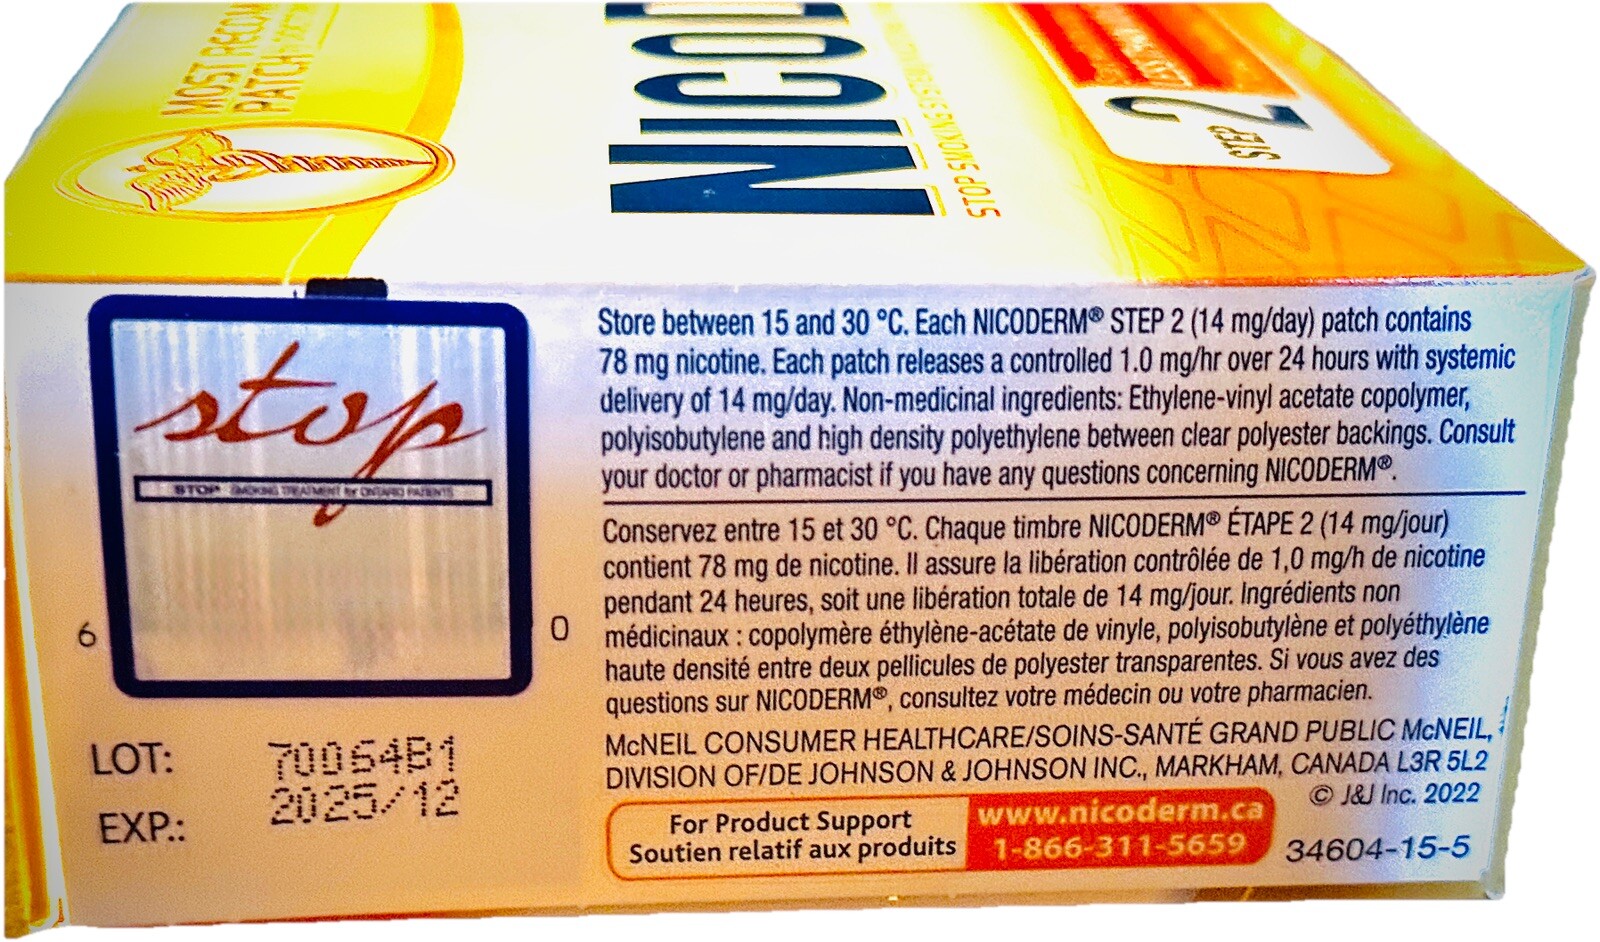 MOST RECOM
PATCH
NICOD
STOP SMOKING
STEP 2
stop
STOP SMOKING TREATMENT for ONTARIO PATIENTS
6 0
LOT: 70064B1
EXP.: 2025/12
Store between 15 and 30 °C. Each NICODERM® STEP 2 (14 mg/day) patch contains
78 mg nicotine. Each patch releases a controlled 1.0 mg/hr over 24 hours with systemic
delivery of 14 mg/day. Non-medicinal ingredients: Ethylene-vinyl acetate copolymer,
polyisobutylene and high density polyethylene between clear polyester backings. Consult
your doctor or pharmacist if you have any questions concerning NICODERM®.
Conservez entre 15 et 30 °C. Chaque timbre NICODERM® ÉTAPE 2 (14 mg/jour)
contient 78 mg de nicotine. Il assure la libération contrôlée de 1,0 mg/h de nicotine
pendant 24 heures, soit une libération totale de 14 mg/jour. Ingrédients non
médicinaux : copolymère éthylène-acétate de vinyle, polyisobutylène et polyéthylène
haute densité entre deux pellicules de polyester transparentes. Si vous avez des
questions sur NICODERM®, consultez votre médecin ou votre pharmacien.
McNEIL CONSUMER HEALTHCARE/SOINS-SANTÉ GRAND PUBLIC McNEIL,
DIVISION OF/DE JOHNSON & JOHNSON INC., MARKHAM, CANADA L3R 5L2
© J&J Inc. 2022
For Product Support
Soutien relatif aux produits
www.nicoderm.ca
1-866-311-5659
34604-15-5